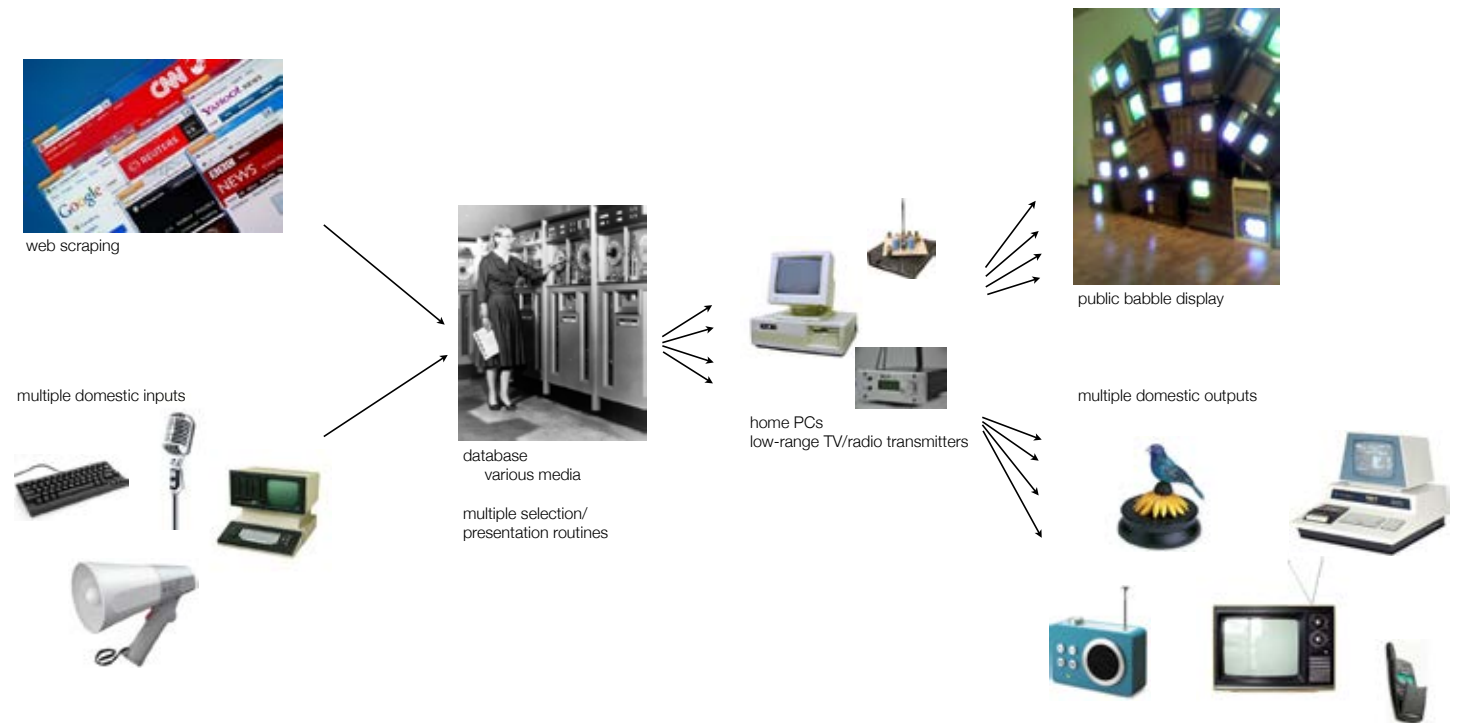 CNN
YAHOO! NEWS
REUTERS
BBC
NEWS
Google
web scraping
multiple domestic inputs
database
various media
multiple selection/
presentation routines
home PCs
low-range TV/radio transmitters
public babble display
multiple domestic outputs